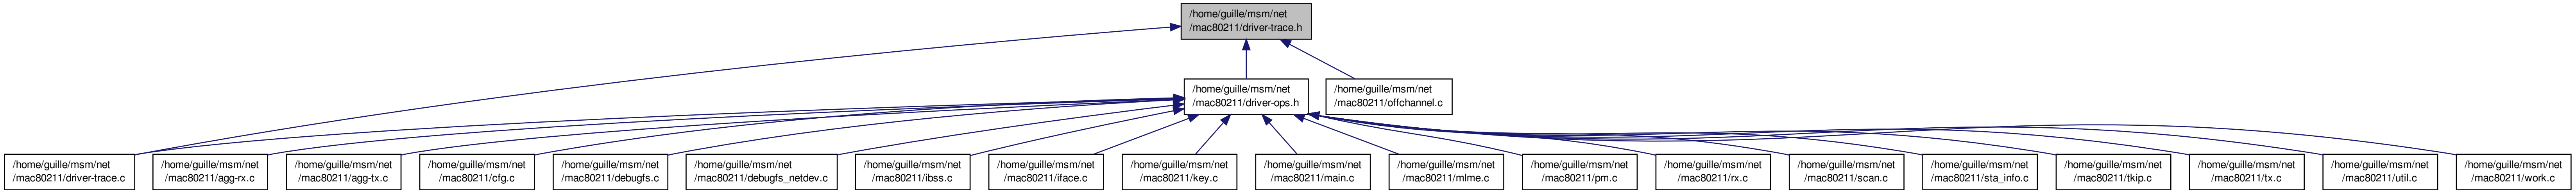 /home/guille/msm/net
/mac80211/driver-trace.h
/home/guille/msm/net
/mac80211/driver-ops.h
/home/guille/msm/net
/mac80211/offchannel.c
/home/guille/msm/net
/mac80211/driver-trace.c
/home/guille/msm/net
/mac80211/agg-rx.c
/home/guille/msm/net
/mac80211/agg-tx.c
/home/guille/msm/net
/mac80211/cfg.c
/home/guille/msm/net
/mac80211/debugfs.c
/home/guille/msm/net
/mac80211/debugfs_netdev.c
/home/guille/msm/net
/mac80211/ibss.c
/home/guille/msm/net
/mac80211/iface.c
/home/guille/msm/net
/mac80211/key.c
/home/guille/msm/net
/mac80211/main.c
/home/guille/msm/net
/mac80211/mlme.c
/home/guille/msm/net
/mac80211/pm.c
/home/guille/msm/net
/mac80211/rx.c
/home/guille/msm/net
/mac80211/scan.c
/home/guille/msm/net
/mac80211/sta_info.c
/home/guille/msm/net
/mac80211/tkip.c
/home/guille/msm/net
/mac80211/tx.c
/home/guille/msm/net
/mac80211/util.c
/home/guille/msm/net
/mac80211/work.c